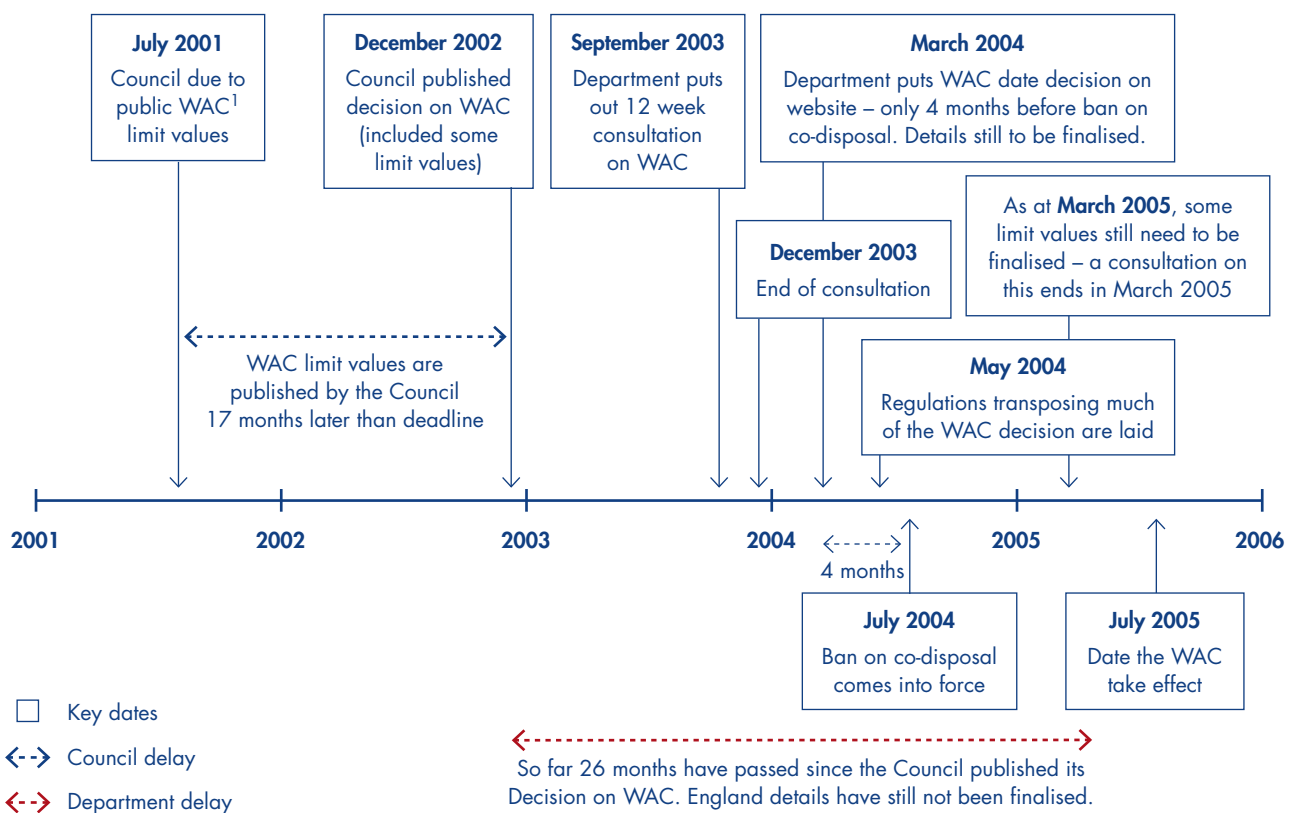 July 2001
Council due to
public WAC1
limit values
December 2002
Council published
decision on WAC
(included some
limit values)
September 2003
Department puts
out 12 week
consultation
on WAC
March 2004
Department puts WAC date decision on
website – only 4 months before ban on
co-disposal. Details still to be finalised.
As at March 2005, some
limit values still need to be
finalised – a consultation on
this ends in March 2005
December 2003
End of consultation
WAC limit values are
published by the Council
17 months later than deadline
May 2004
Regulations transposing much
of the WAC decision are laid
2001
2002
2003
2004
2005
2006
4 months
July 2004
Ban on co-disposal
comes into force
July 2005
Date the WAC
take effect
Key dates
Council delay
Department delay
So far 26 months have passed since the Council published its
Decision on WAC. England details have still not been finalised.